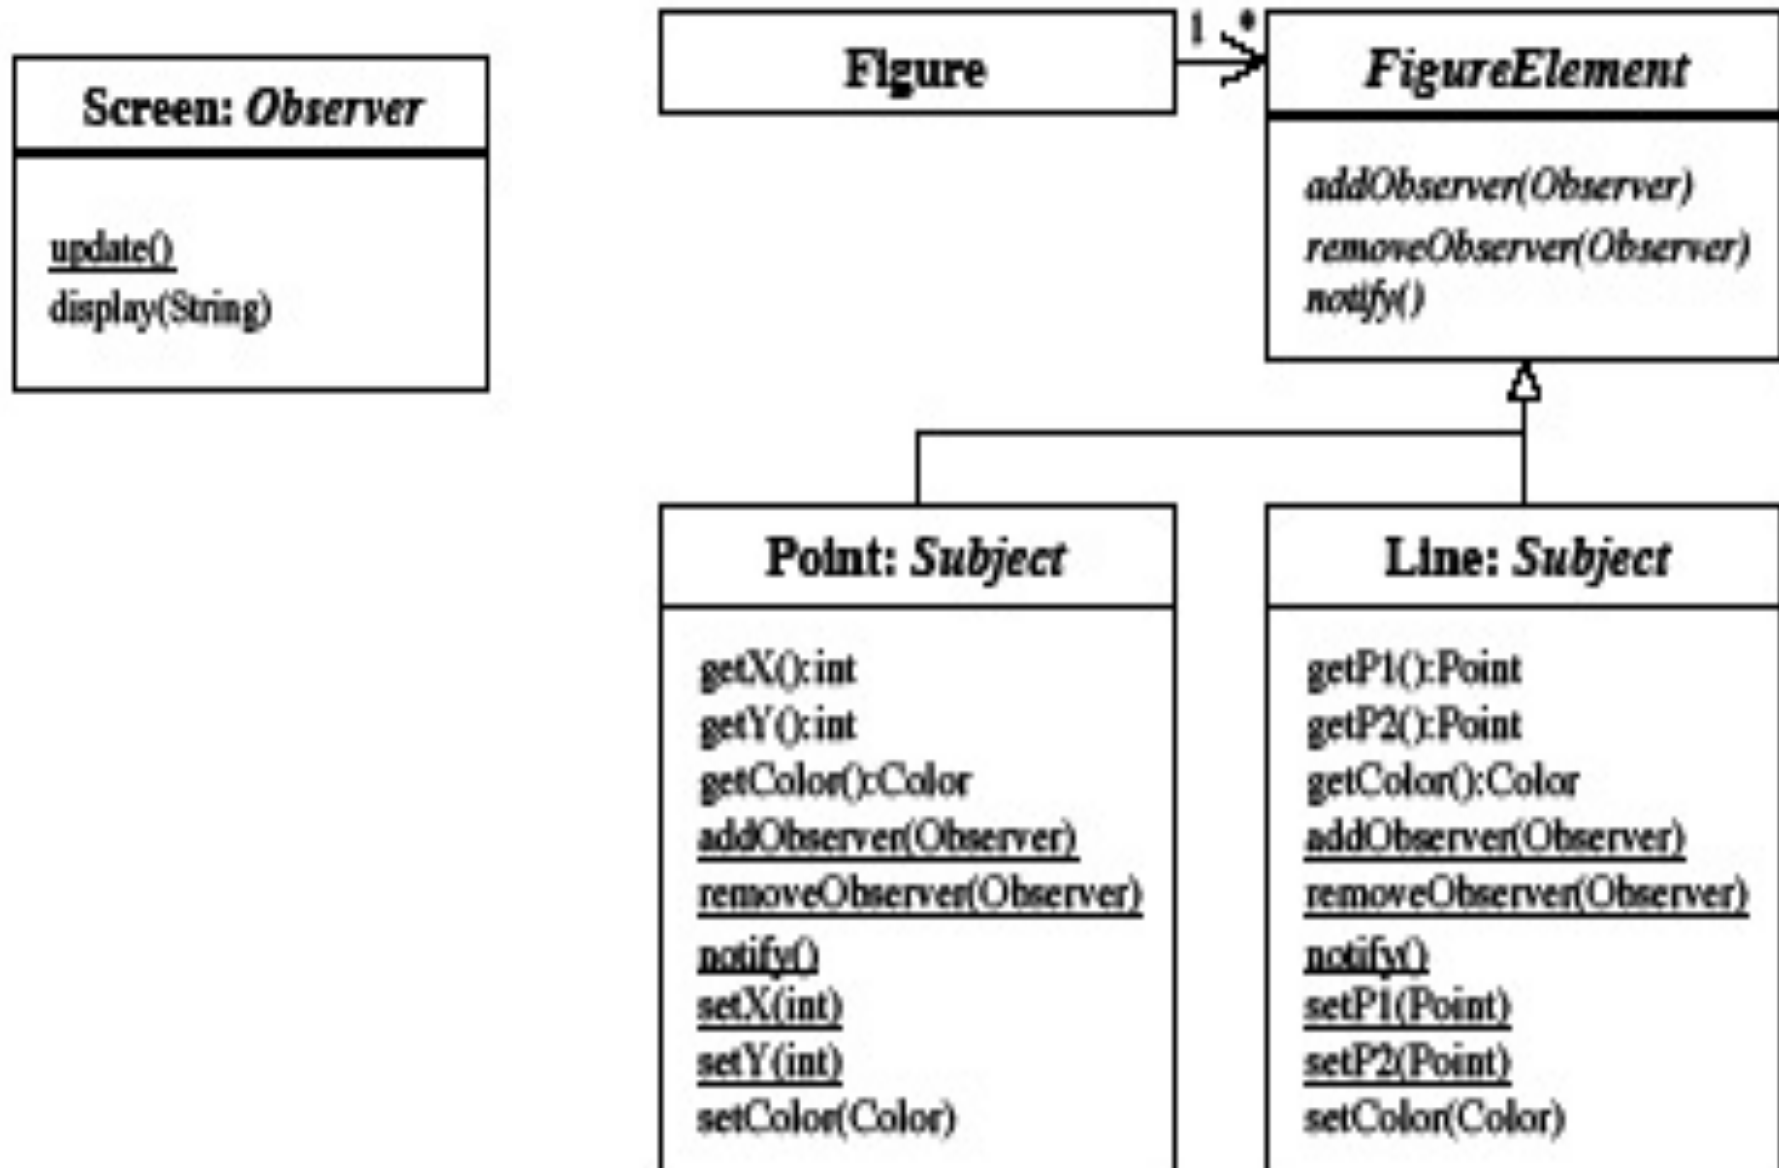 Screen: Observer
update()
display(String)
Figure
1 *
FigureElement
addObserver(Observer)
removeObserver(Observer)
notify()
Point: Subject
getX():int
getY():int
getColor():Color
addObserver(Observer)
removeObserver(Observer)
notify()
setX(int)
setY(int)
setColor(Color)
Line: Subject
getP1():Point
getP2():Point
getColor():Color
addObserver(Observer)
removeObserver(Observer)
notify()
setP1(Point)
setP2(Point)
setColor(Color)